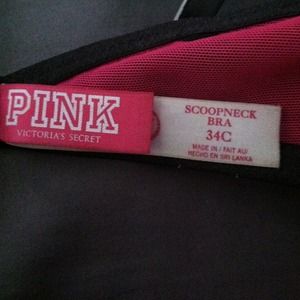 PINK
VICTORIA'S SECRET
SCOOPNECK
BRA
34C
MADE IN / FAIT AU/
HECHO EN SRI LANKA